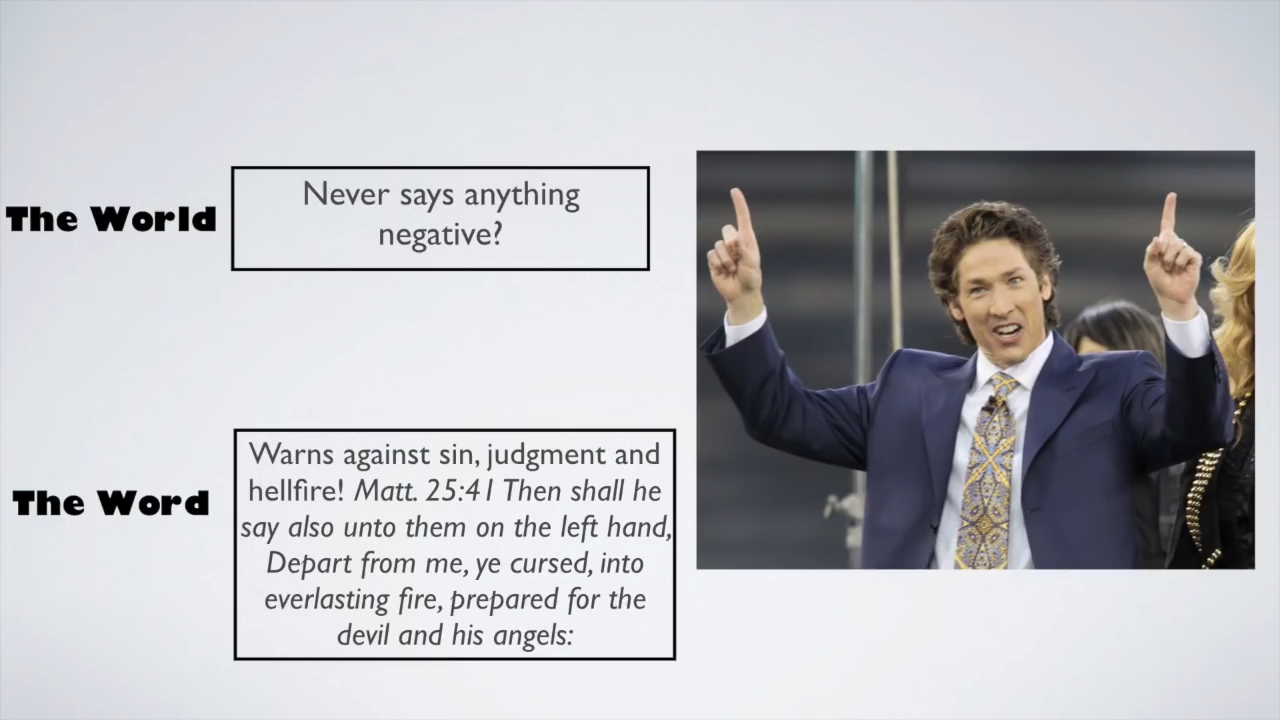 The World
Never says anything
negative?
The Word
Warns against sin, judgment and
hellfire! Matt. 25:41 Then shall he
say also unto them on the left hand,
Depart from me, ye cursed, into
everlasting fire, prepared for the
devil and his angels: